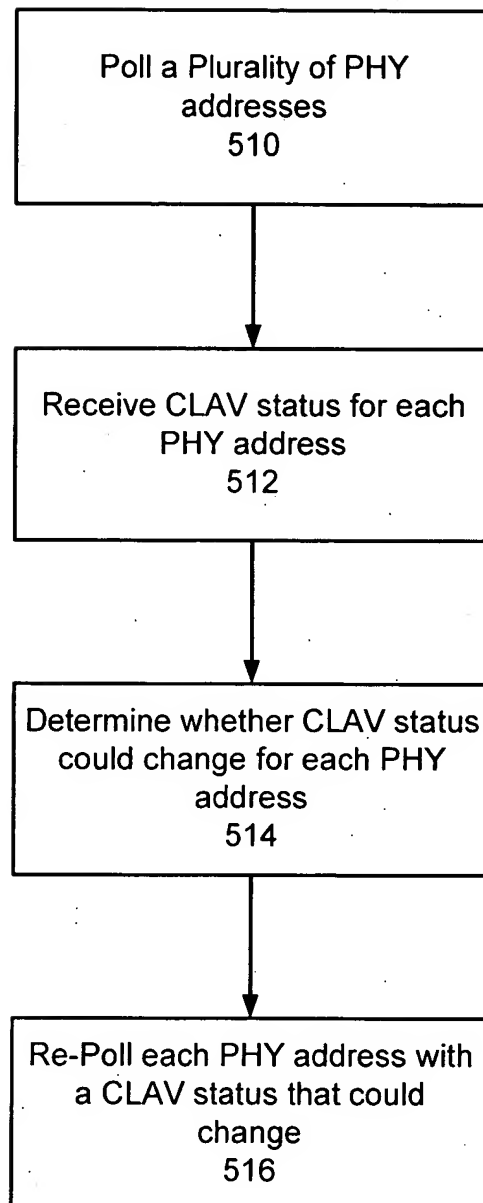 Poll a Plurality of PHY
addresses
510
Receive CLAV status for each
PHY address
512
Determine whether CLAV status
could change for each PHY
address
514
Re-Poll each PHY address with
a CLAV status that could
change
516